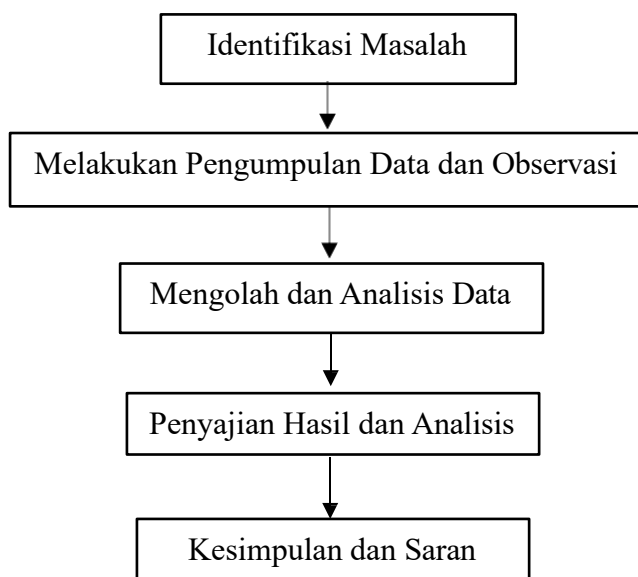 Identifikasi Masalah
Melakukan Pengumpulan Data dan Observasi
Mengolah dan Analisis Data
Penyajian Hasil dan Analisis
Kesimpulan dan Saran